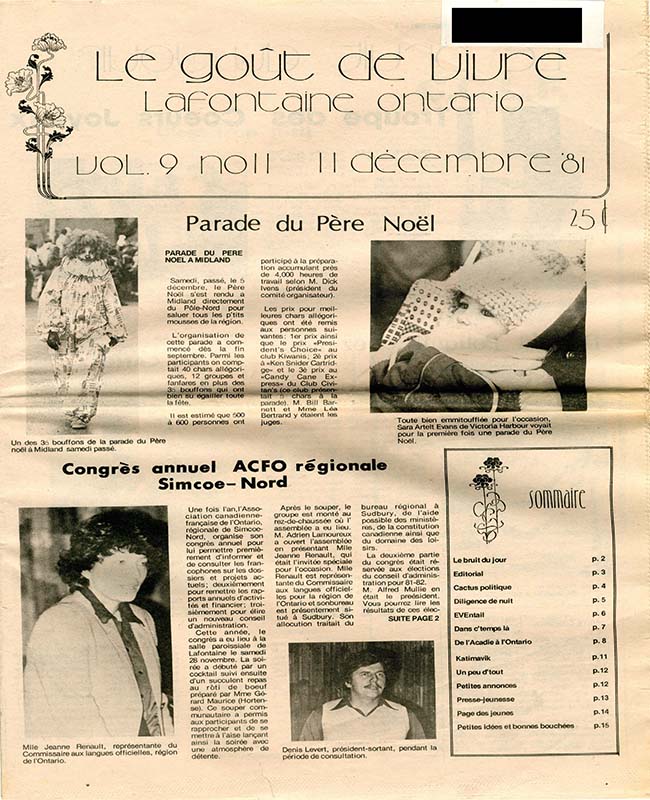 Le goût de vivre
Lafontaine ontario
vol. 9 no 11 11 décembre '81
25¢
Parade du Père Noël
PARADE DU PERE
NOEL A MIDLAND
Samedi, passé, le 5
décembre, le Père
Noël s'est rendu a
Midland directement
du Pôle-Nord pour
saluer tous les p'tits
mousses de la région.
L'organisation de
cette parade a com-
mencé dès la fin
septembre. Parmi les
participants on comp-
tait 40 chars allégori-
ques, 12 groupes et
fanfares en plus des
35 bouffons qui ont
bien su égailler toute
la fête.
Il est estimé que 500
à 600 personnes ont
participé à la prépara-
tion accumulant près
de 4,000 heures de
travail selon M. Dick
Ivens (président du
comité organisateur).
Les prix pour meil-
leures chars allégori-
ques ont été remis
aux personnes sui-
vantes: 1er prix ainsi
que le prix «Presi-
dent's Choice» au
club Kiwanis; 2è prix
à «Ken Snider Cartrid-
ge» et le 3è prix au
«Candy Cane Ex-
press» du Club Civi-
tan's (ce club présen-
tait 5 chars à la
parade). M. Bill Bar-
nett et Mme Léa
Bertrand y étaient les
juges.
Un des 35 bouffons de la parade du Père
noël à Midland samedi passé.
Toute bien emmitouflée pour l'occasion,
Sara Artelt Evans de Victoria Harbour voyait
pour la première fois une parade du Père
Noël.
Congrès annuel ACFO régionale
Simcoe-Nord
Une fois l'an,l'Asso-
ciation canadienne-
française de l'Ontario,
régionale de Simcoe-
Nord, organise son
congrès annuel pour
lui permettre premiè-
rement d'informer et
de consulter les fran-
cophones sur les dos-
siers et projets ac-
tuels; deuxièmement
pour remettre les rap-
ports annuels d'activi-
tés et financier; troi-
sièmement pour élire
un nouveau conseil
d'administration.
Cette année, le
congrès a eu lieu à la
salle paroissiale de
Lafontaine le samedi
28 novembre. La soi-
rée a débuté par un
cocktail suivi ensuite
d'un succulent repas
au rôti de boeuf
préparé par Mme Gé-
rard Maurice (Horten-
se). Ce souper com-
munautaire a permis
aux participants de se
rapprocher et de se
mettre à l'aise lançant
ainsi la soirée avec
une atmosphère de
détente.
Après le souper, le
groupe est monté au
rez-de-chaussée où l'
assemblée a eu lieu.
M. Adrien Lamoureux
a ouvert l'assemblée
en présentant Mlle
Jeanne Renault, qui
était l'invitée spéciale
pour l'occasion. Mlle
Renault est représen-
tante du Commissaire
aux langues officiel-
les pour la région de
l'Ontario et sonbureau
est présentement si-
tué à Sudbury. Son
allocution traitait du
bureau régional à
Sudbury, de l'aide
possible des ministè-
res, de la constitution
canadienne ainsi que
du domaine des loi-
sirs.
La deuxième partie
du congrès était ré-
servée aux élections
du conseil d'adminis-
tration pour 81-82.
M. Alfred Mullie en
était le présidént.
Vous pourrez lire les
résultats de ces élec-
SUITE PAGE 2
Mlle Jeanne Renault, représentante du
Commissaire aux langues officielles, région
de l'Ontario.
Denis Levert, président-sortant, pendant la
période de consultation.
sommaire
Le bruit du jour p. 2
Editorial p. 3
Cactus politique p. 4
Diligence de nuit p. 5
EVEntail p. 6
Dans c'temps là p. 7
De l'Acadie à l'Ontario p. 8
Katimavik p.11
Un peu d'tout p.12
Petites annonces p.12
Presse-jeunesse p.13
Page des jeunes p.14
Petites idées et bonnes bouchées p.15